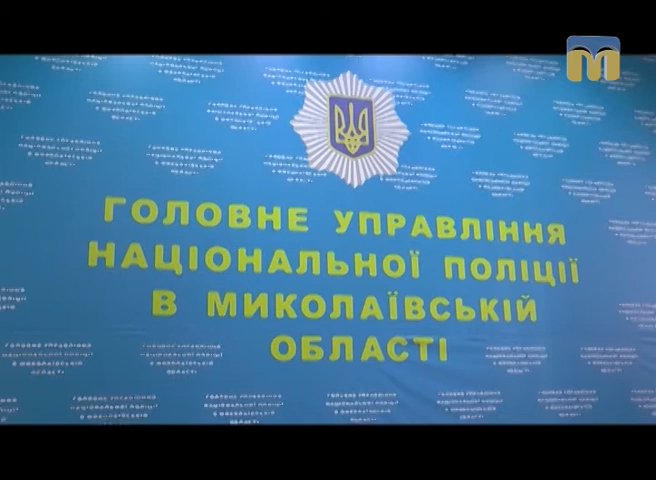 ГОЛОВНЕ УПРАВЛІННЯ
НАЦІОНАЛЬНОЇ ПОЛІЦІЇ
В МИКОЛАЇВСЬКІЙ
ОБЛАСТІ